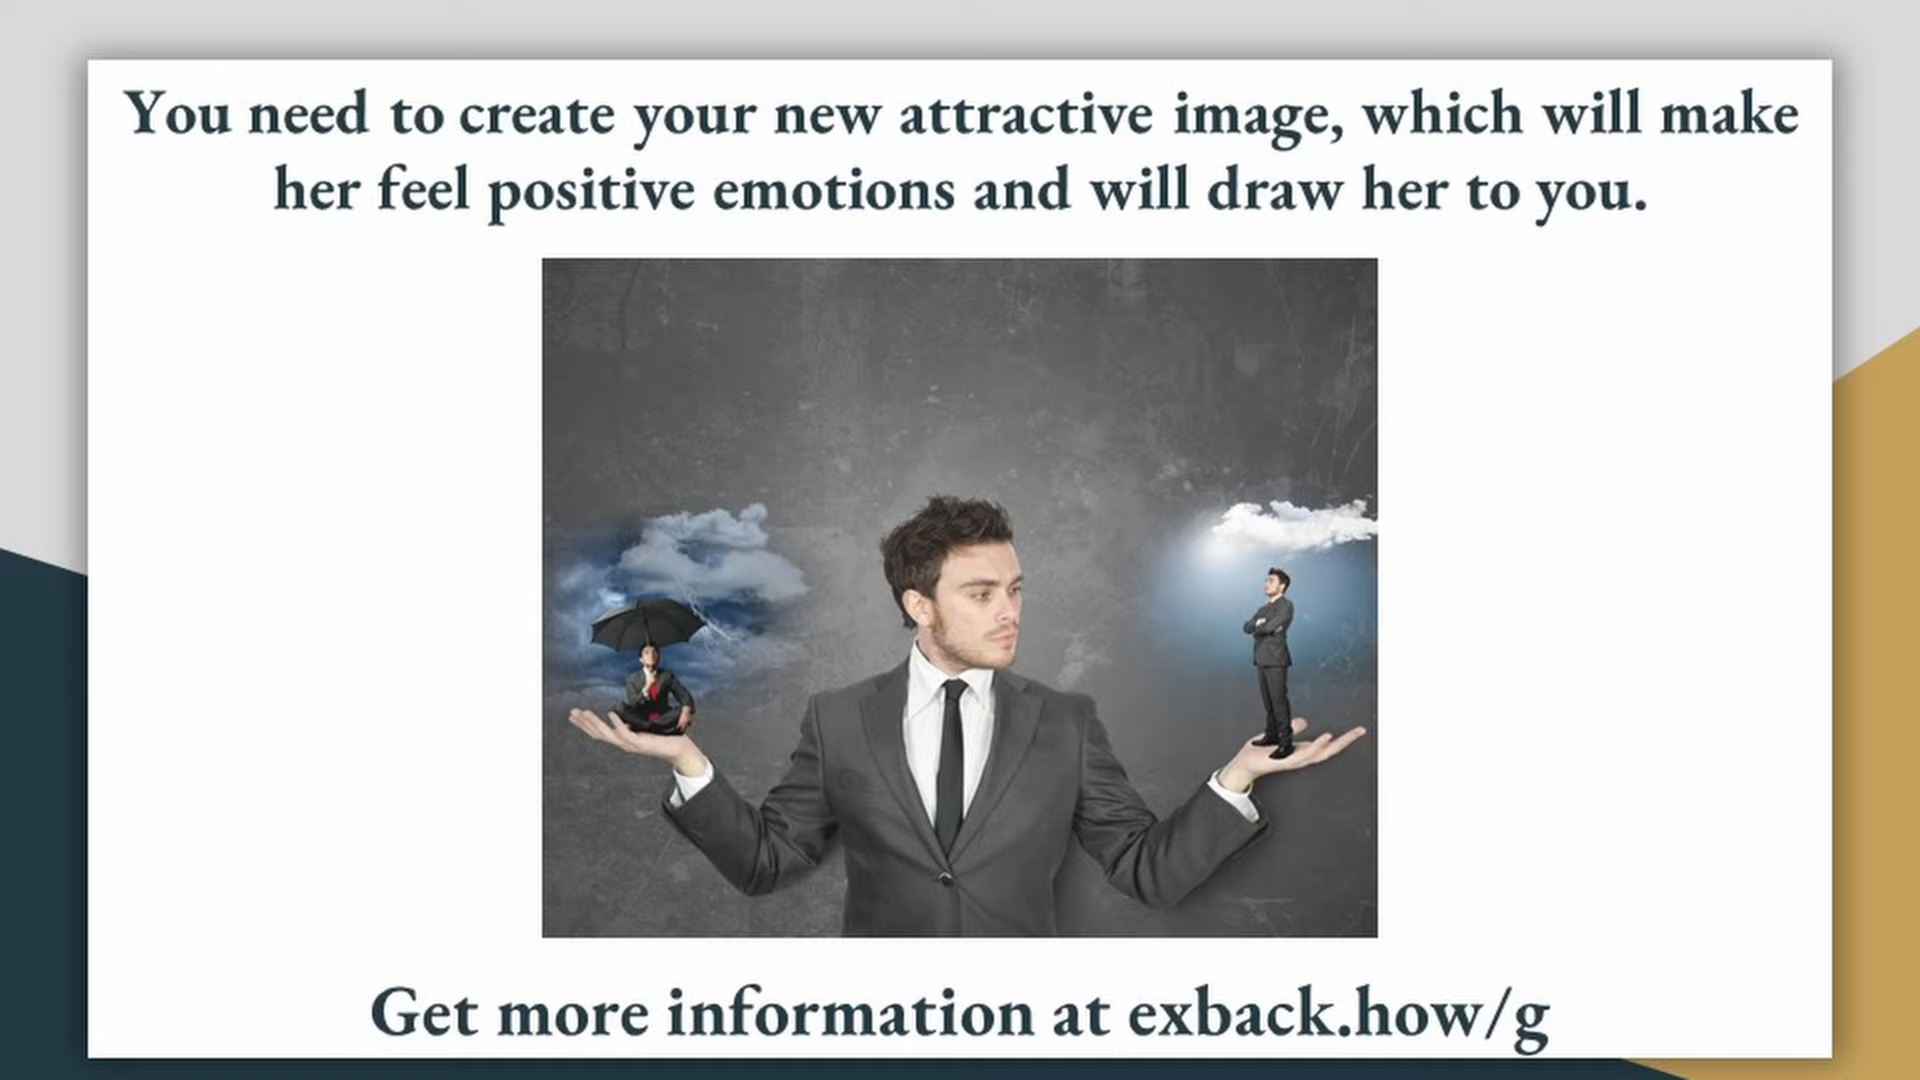 You need to create your new attractive image, which will make
her feel positive emotions and will draw her to you.
Get more information at exback.how/g